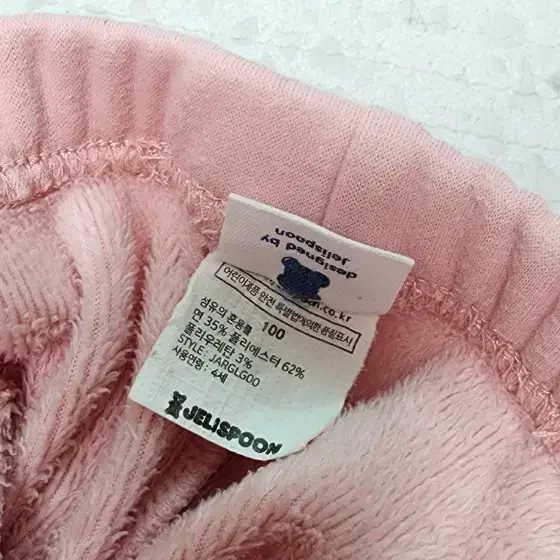 designed by
Jelispoon
.co.kr
어린이제품 안전 특별법에의한 품질표시
섬유의 혼용률 100
면 35% 폴리에스터 62%
폴리우레탄 3%
STYLE: JARGLG00
사용연령: 4세
JELISPOON